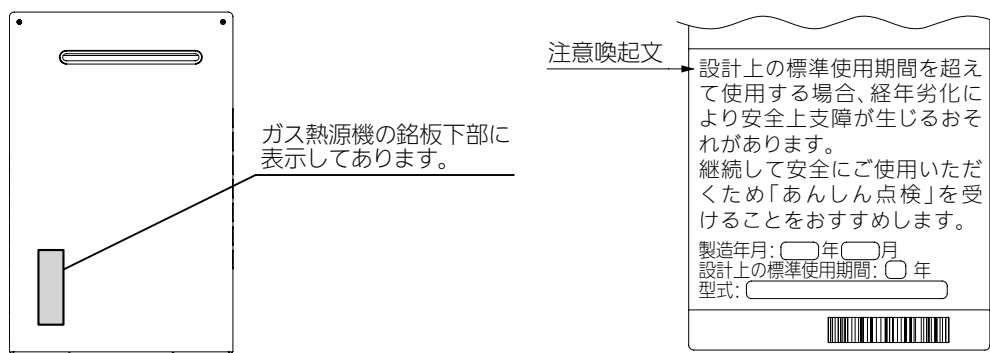 ガス熱源機の銘板下部に
表示してあります。
注意喚起文
設計上の標準使用期間を超え
て使用する場合、経年劣化に
より安全上支障が生じるおそ
れがあります。
継続して安全にご使用いただ
くため「あんしん点検」を受
けることをおすすめします。
製造年月: 年 月
設計上の標準使用期間: 年
型式: